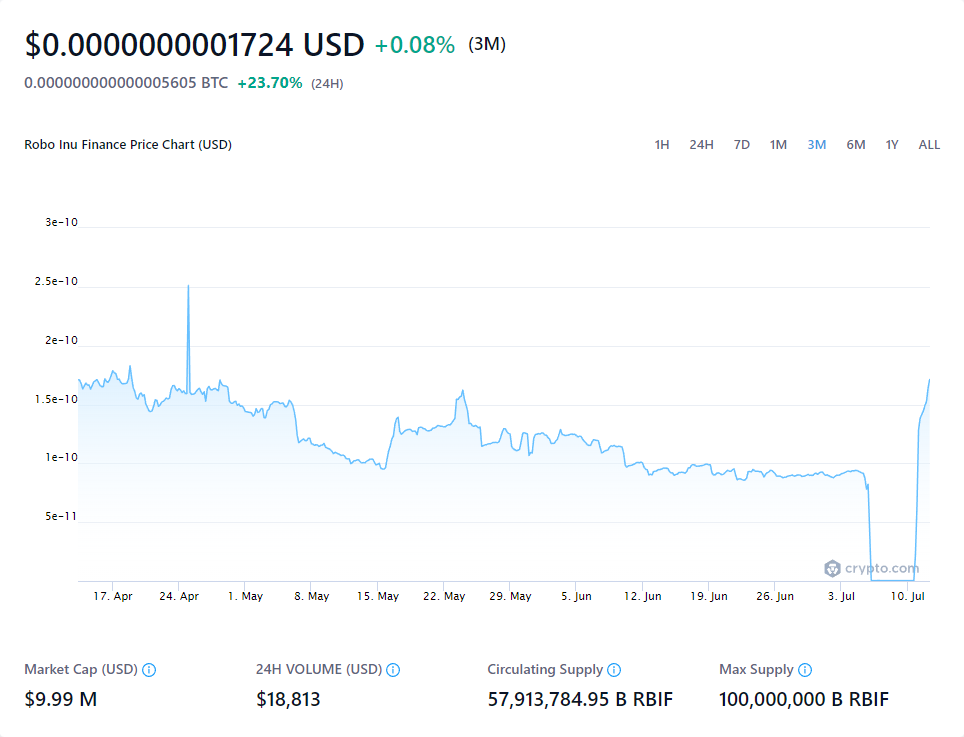 $0.0000000001724 USD +0.08% (3M)
0.000000000000005605 BTC +23.70% (24H)
Robo Inu Finance Price Chart (USD) 1H 24H 7D 1M 3M 6M 1Y ALL
3e-10
2.5e-10
2e-10
1.5e-10
1e-10
5e-11
crypto.com
17. Apr 24. Apr 1. May 8. May 15. May 22. May 29. May 5. Jun 12. Jun 19. Jun 26. Jun 3. Jul 10. Jul
Market Cap (USD) 24H VOLUME (USD) Circulating Supply Max Supply
$9.99 M $18,813 57,913,784.95 B RBIF 100,000,000 B RBIF